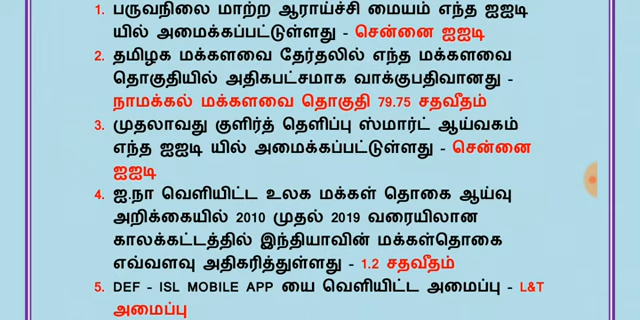 1. பருவநிலை மாற்ற ஆராய்ச்சி மையம் எந்த ஐஐடி
யில் அமைக்கப்பட்டுள்ளது - சென்னை ஐஐடி
2. தமிழக மக்களவை தேர்தலில் எந்த மக்களவை
தொகுதியில் அதிகபட்சமாக வாக்குபதிவானது -
நாமக்கல் மக்களவை தொகுதி 79.75 சதவீதம்
3. முதலாவது குளிர்த் தெளிப்பு ஸ்மார்ட் ஆய்வகம்
எந்த ஐஐடி யில் அமைக்கப்பட்டுள்ளது - சென்னை
ஐஐடி
4. ஐ.நா வெளியிட்ட உலக மக்கள் தொகை ஆய்வு
அறிக்கையில் 2010 முதல் 2019 வரையிலான
காலக்கட்டத்தில் இந்தியாவின் மக்கள்தொகை
எவ்வளவு அதிகரித்துள்ளது - 1.2 சதவீதம்
5. DEF - ISL MOBILE APP யை வெளியிட்ட அமைப்பு - L&T
அமைப்பு